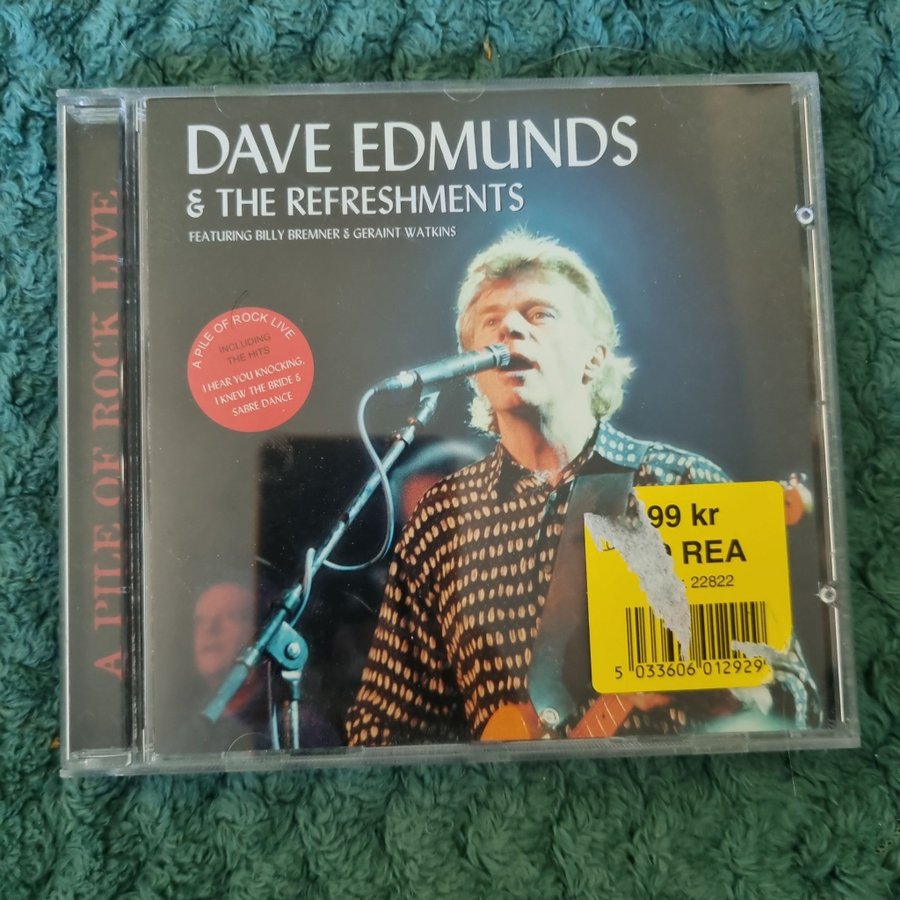 DAVE EDMUNDS
& THE REFRESHMENTS
FEATURING BILLY BREMNER & GERAINT WATKINS
A PILE OF ROCK LIVE
A PILE OF ROCK LIVE
INCLUDING
THE HITS
I HEAR YOU KNOCKING,
I KNEW THE BRIDE &
SABRE DANCE
99 kr
REA
22822
5 033606 012929